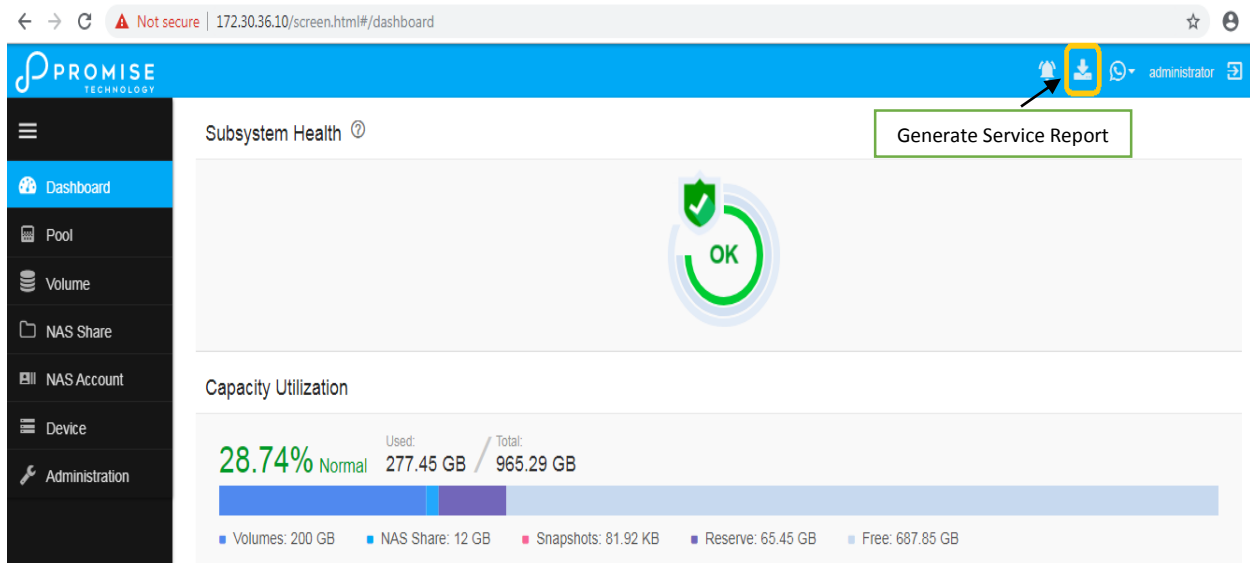 Not secure 172.30.36.10/screen.html#/dashboard
PROMISE
TECHNOLOGY
administrator
Generate Service Report
Subsystem Health
Dashboard
Pool
Volume
NAS Share
NAS Account
Device
Administration
OK
Capacity Utilization
28.74% Normal
Used:
277.45 GB
Total:
965.29 GB
Volumes: 200 GB
NAS Share: 12 GB
Snapshots: 81.92 KB
Reserve: 65.45 GB
Free: 687.85 GB